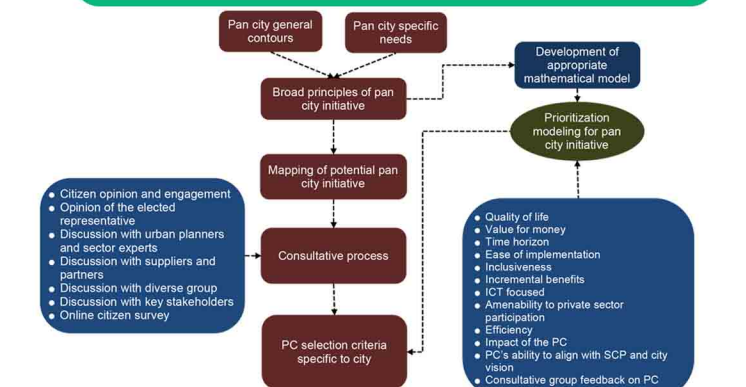 Pan city general
contours
Pan city specific
needs
Development of
appropriate
mathematical model
Broad principles of pan
city initiative
Prioritization
modeling for pan
city initiative
Mapping of potential pan
city initiative
• Citizen opinion and engagement
• Opinion of the elected
representative
• Discussion with urban planners
and sector experts
• Discussion with suppliers and
partners
• Discussion with diverse group
• Discussion with key stakeholders
• Online citizen survey
Consultative process
PC selection criteria
specific to city
• Quality of life
• Value for money
• Time horizon
• Ease of implementation
• Inclusiveness
• Incremental benefits
• ICT focused
• Amenability to private sector
participation
• Efficiency
• Impact of the PC
• PC's ability to align with SCP and city
vision
• Consultative group feedback on PC